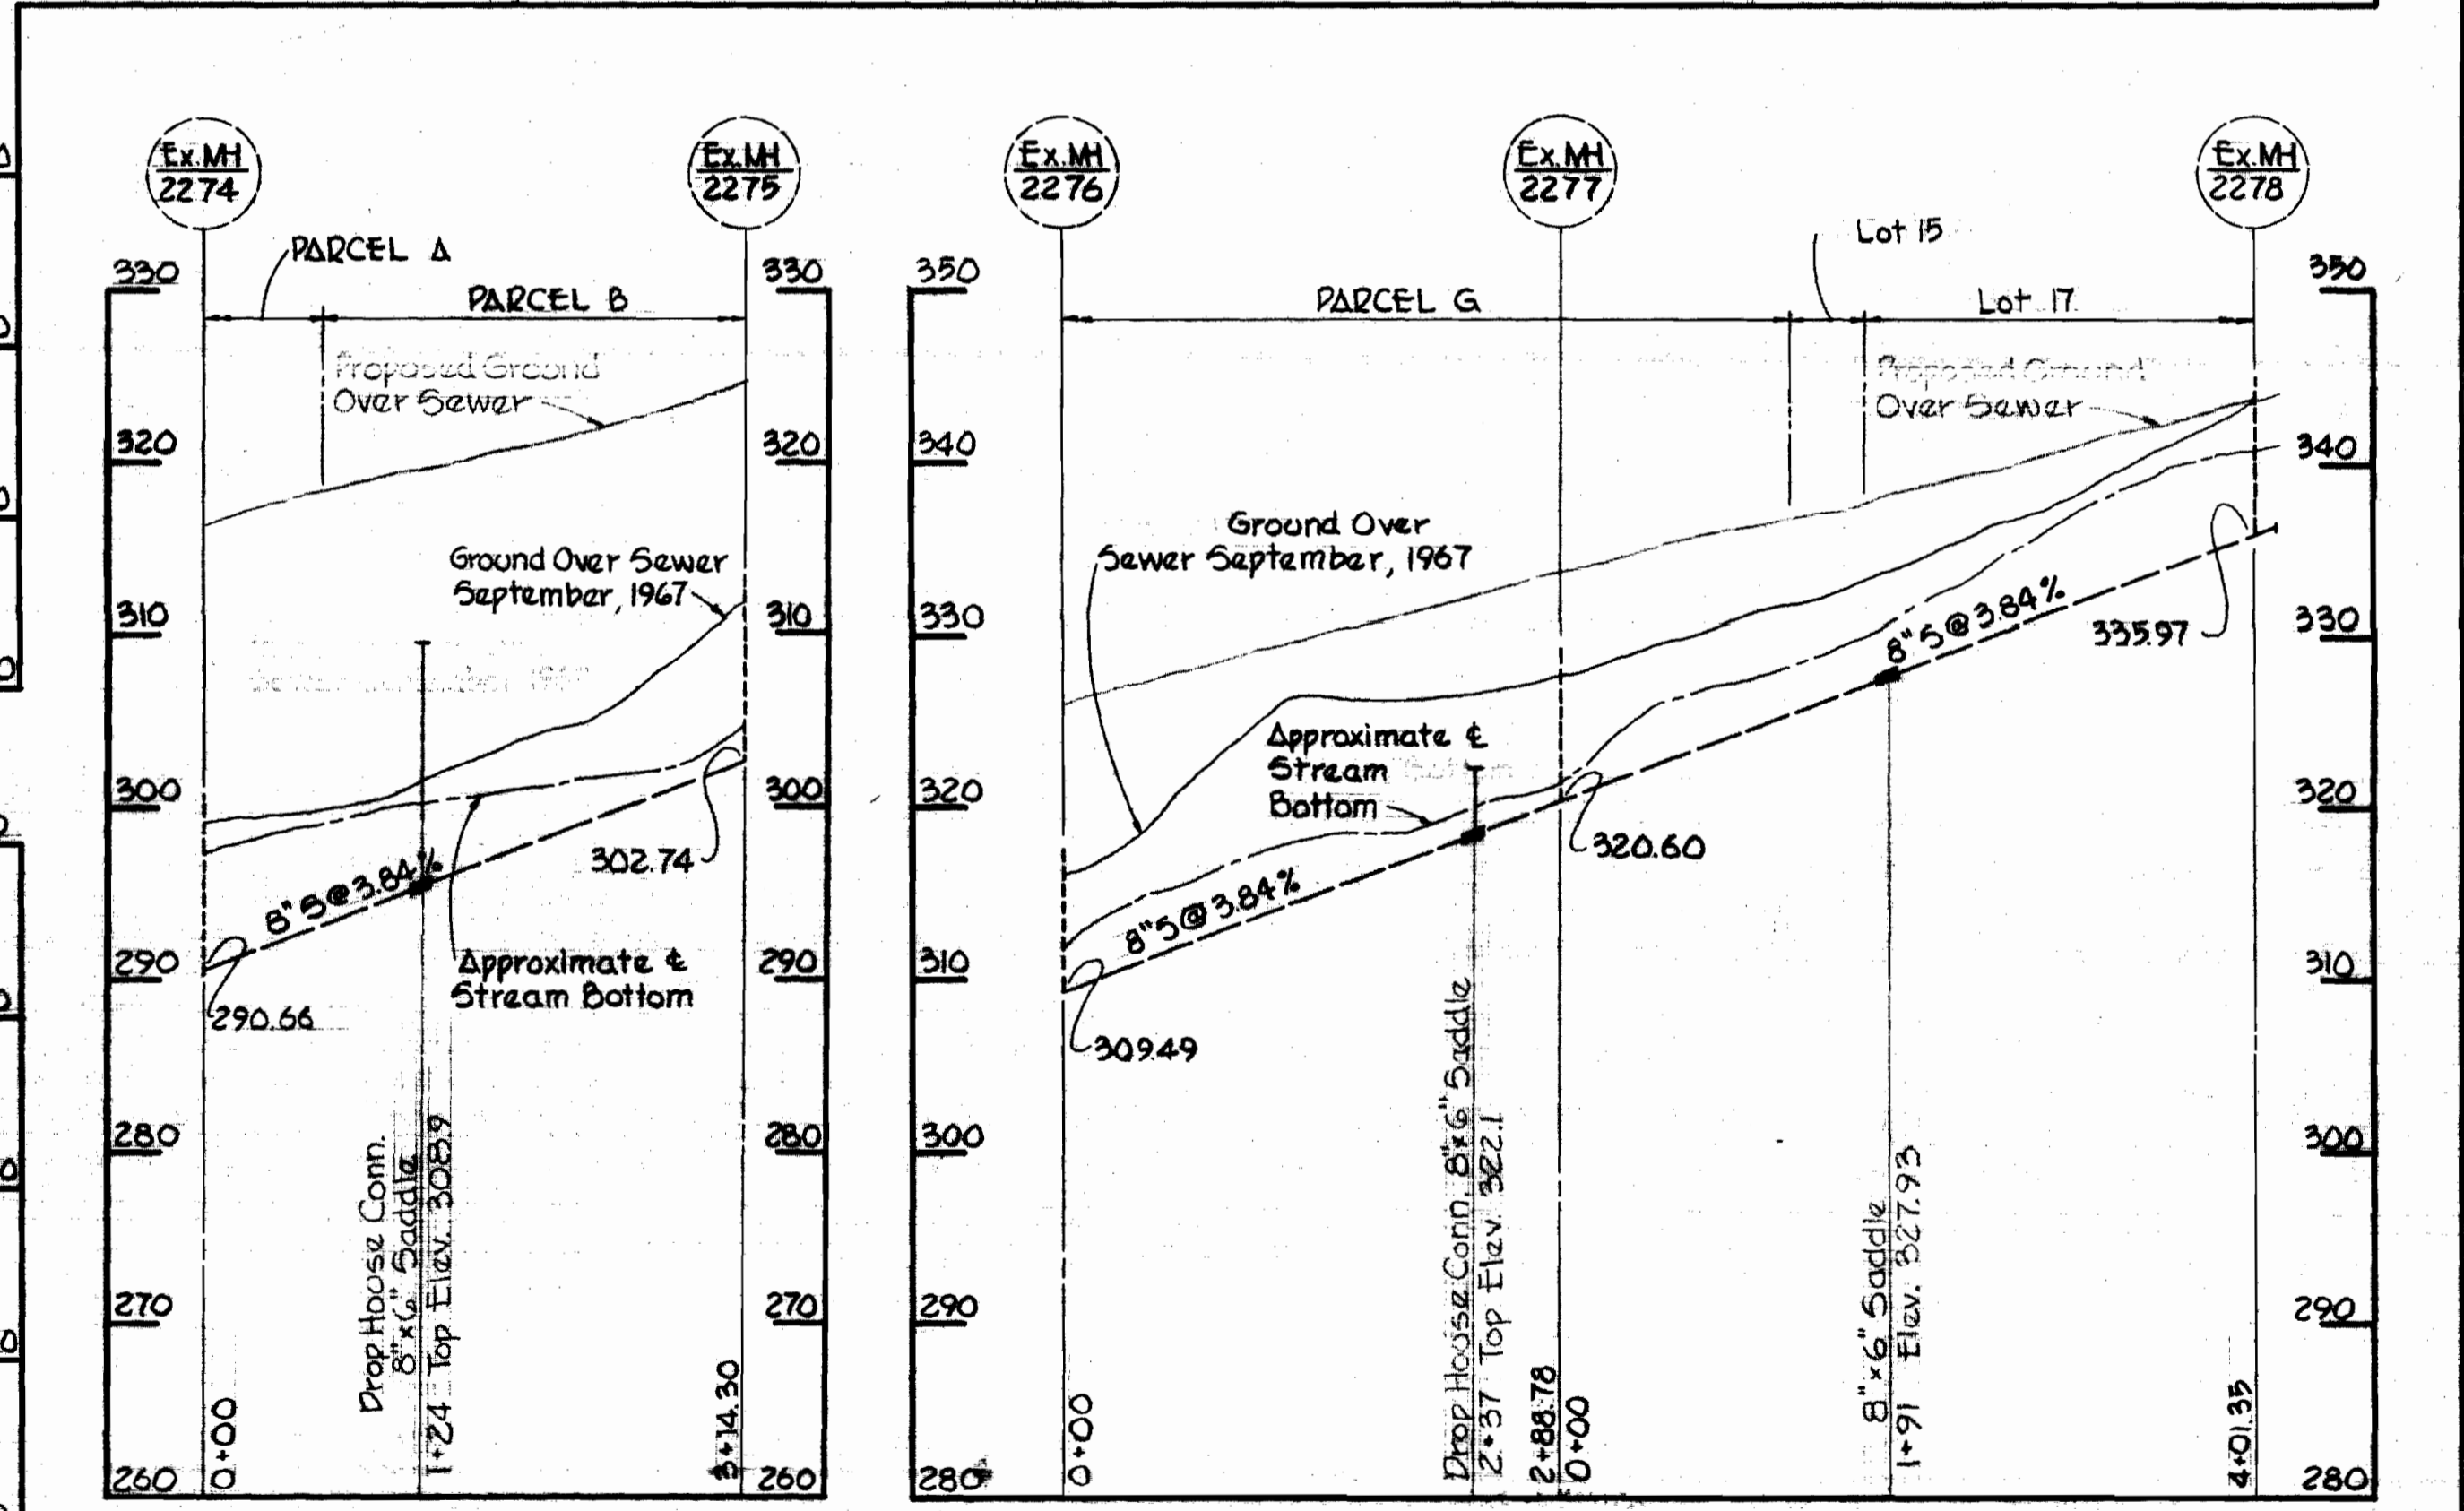 Ex.MH
2274
Ex.MH
2275
Ex.MH
2276
Ex.MH
2277
Ex.MH
2278
PARCEL A
PARCEL B
330
330
Proposed Ground
Over Sewer
320
320
Ground Over Sewer
September, 1967
310
310
300
300
302.74
8" S @ 3.84%
290
290
Approximate ℄
Stream Bottom
290.66
280
280
270
270
260
260
0+00
Drop House Conn.
8"x6" Saddle
1+24 Top Elev. 308.9
3+14.30
Lot 15
350
350
PARCEL G
Lot 17
Proposed Ground
Over Sewer
340
340
Ground Over
Sewer September, 1967
330
330
8" S @ 3.84%
335.97
Approximate ℄
Stream
Bottom
320
320
320.60
8" S @ 3.84%
310
310
309.49
300
300
290
290
280
280
0+00
Drop House Conn. 8"x6" Saddle
2+37 Top Elev. 322.1
2+88.78
0+00
8"x6" Saddle
1+91 Elev. 327.93
4+01.35